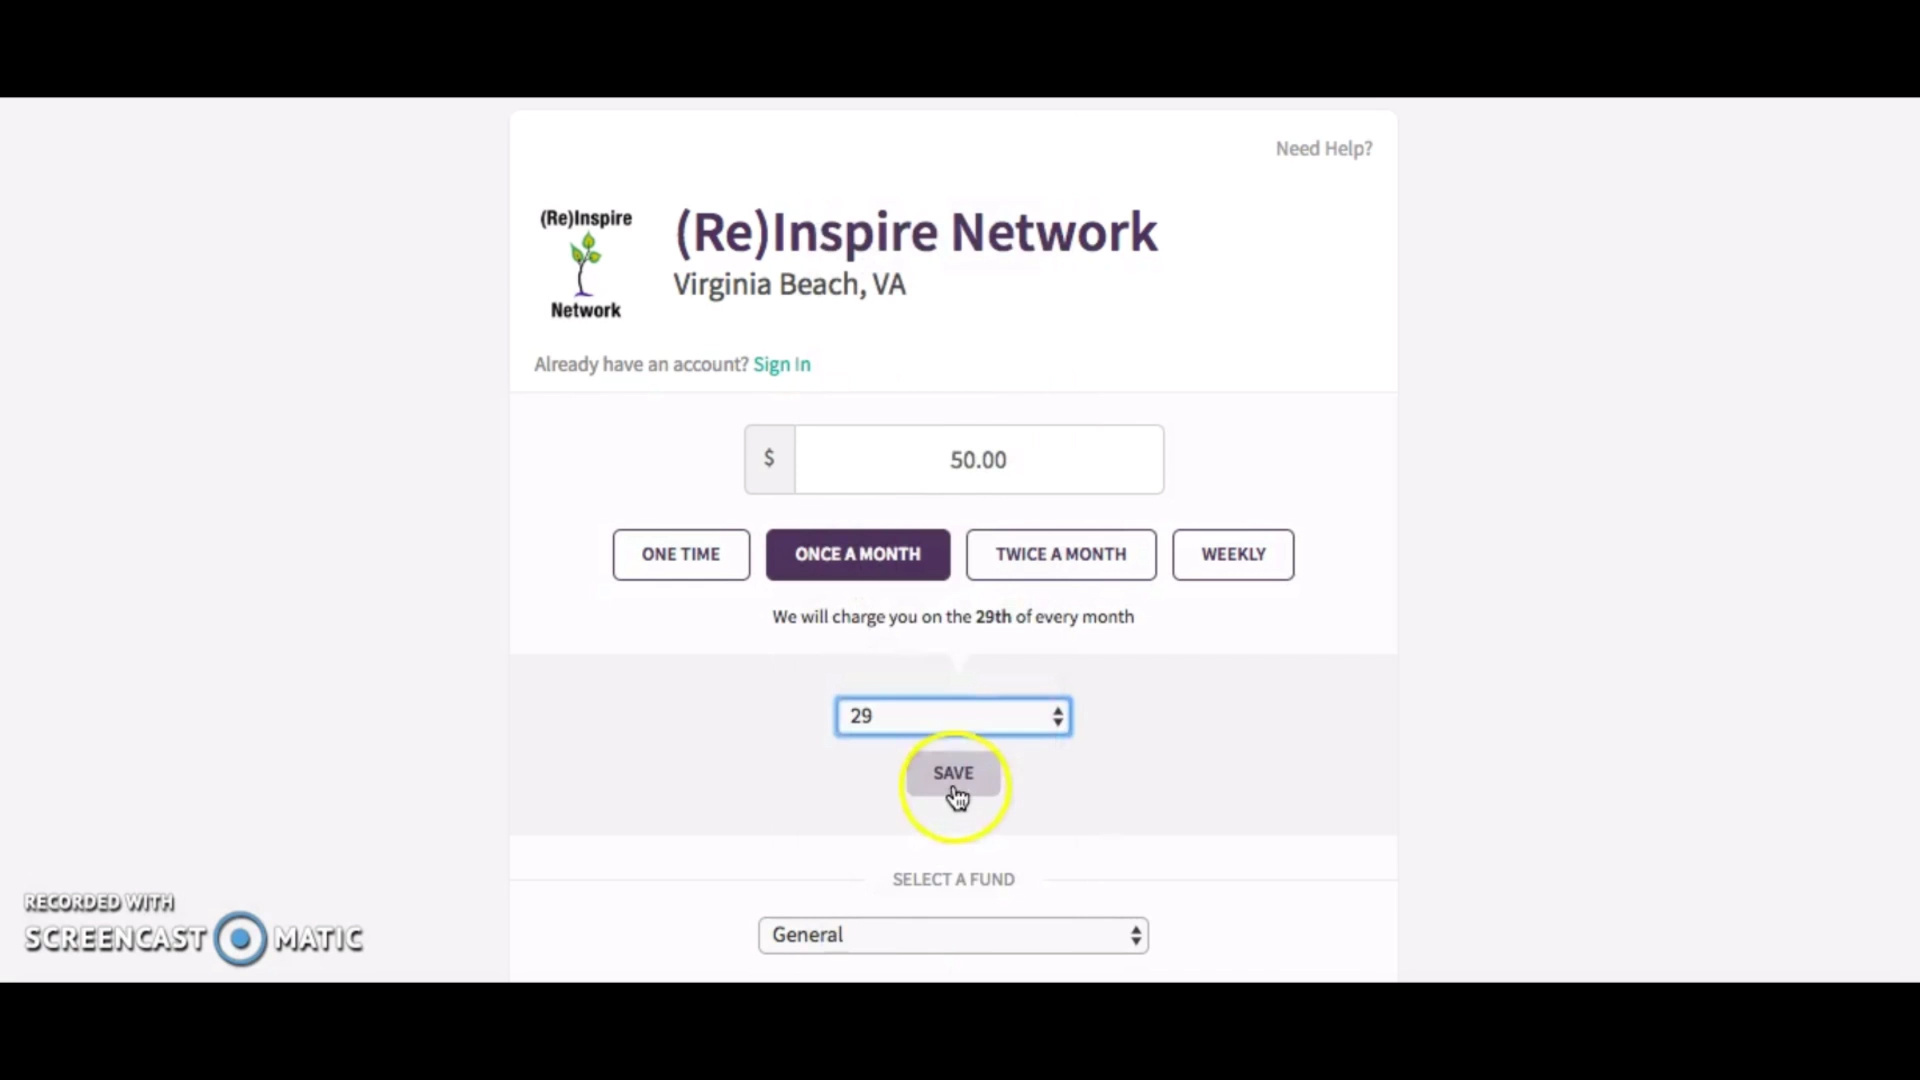 Need Help?
(Re)Inspire
Network
(Re)Inspire Network
Virginia Beach, VA
Already have an account? Sign In
$ 50.00
ONE TIME ONCE A MONTH TWICE A MONTH WEEKLY
We will charge you on the 29th of every month
29
SAVE
SELECT A FUND
General
RECORDED WITH
SCREENCAST MATIC